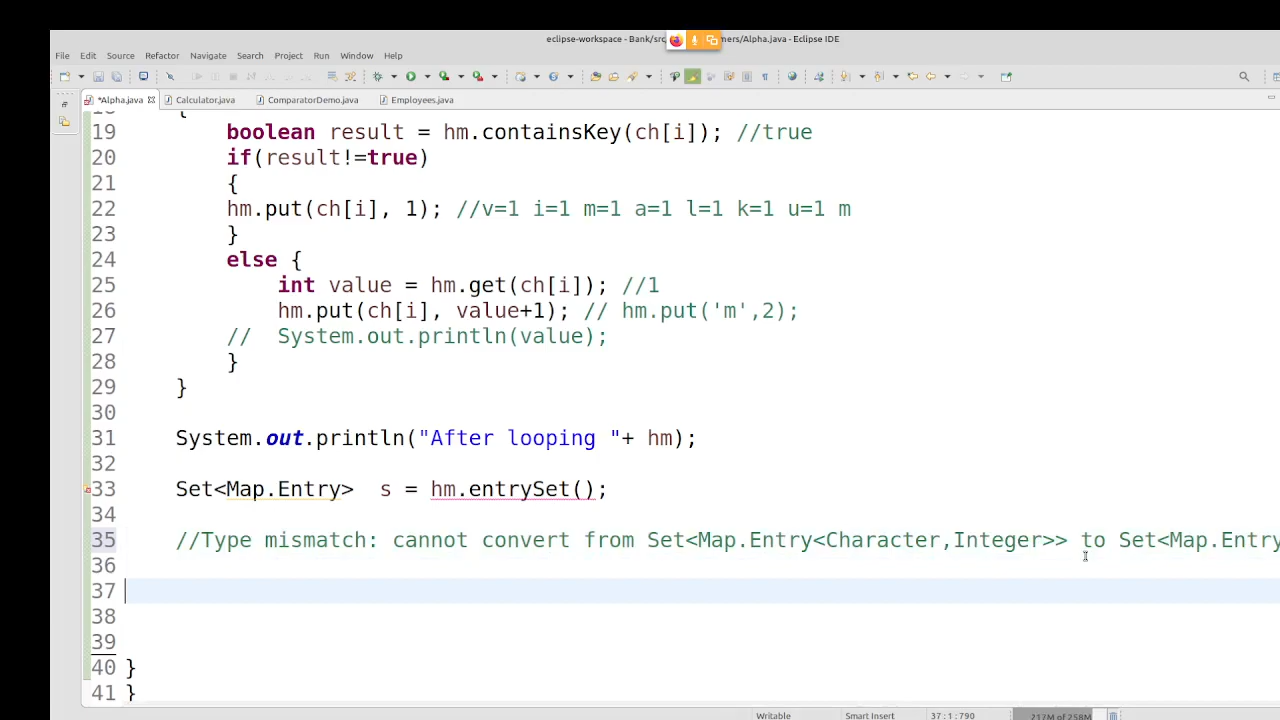 eclipse-workspace - Bank/src mers/Alpha.java - Eclipse IDE
File Edit Source Refactor Navigate Search Project Run Window Help
*Alpha.java Calculator.java ComparatorDemo.java Employees.java
18 {
19 boolean result = hm.containsKey(ch[i]); //true
20 if(result!=true)
21 {
22 hm.put(ch[i], 1); //v=1 i=1 m=1 a=1 l=1 k=1 u=1 m
23 }
24 else {
25 int value = hm.get(ch[i]); //1
26 hm.put(ch[i], value+1); // hm.put('m',2);
27 // System.out.println(value);
28 }
29 }
30
31 System.out.println("After looping "+ hm);
32
33 Set<Map.Entry> s = hm.entrySet();
34
35 //Type mismatch: cannot convert from Set<Map.Entry<Character,Integer>> to Set<Map.Entry
36
37
38
39
40 }
41 }
Writable Smart Insert 37:1:790 217M of 258M